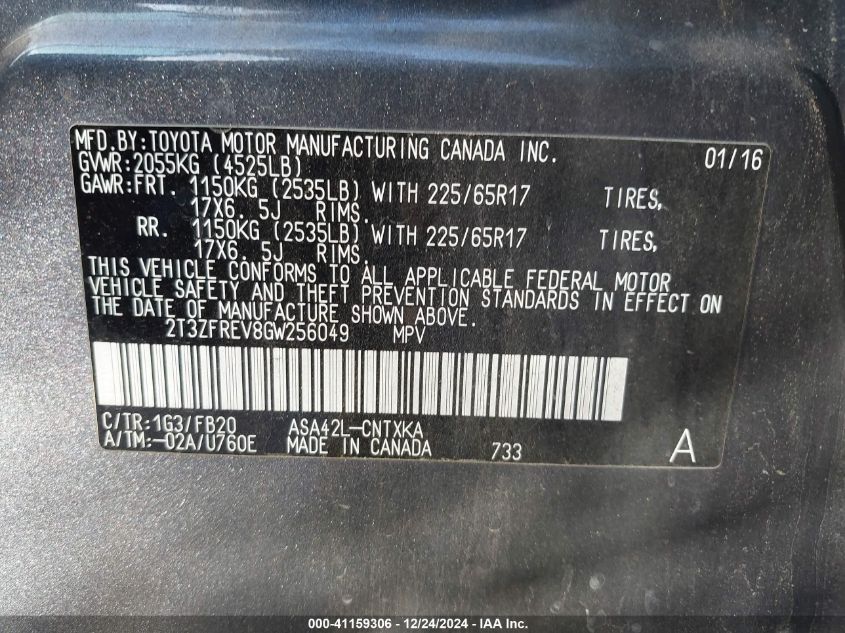 MFD.BY:TOYOTA MOTOR MANUFACTURING CANADA INC. 01/16
GVWR:2055KG (4525LB)
GAWR:FRT. 1150KG (2535LB) WITH 225/65R17 TIRES,
17X6. 5J RIMS.
RR. 1150KG (2535LB) WITH 225/65R17 TIRES,
17X6. 5J RIMS.
THIS VEHICLE CONFORMS TO ALL APPLICABLE FEDERAL MOTOR
VEHICLE SAFETY AND THEFT PREVENTION STANDARDS IN EFFECT ON
THE DATE OF MANUFACTURE SHOWN ABOVE.
2T3ZFREV8GW256049 MPV
C/TR:1G3/FB20 ASA42L-CNTXKA
A/TM:-02A/U760E MADE IN CANADA 733 A
000-41159306 - 12/24/2024 - IAA Inc.